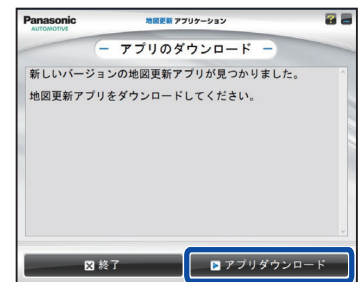 Panasonic
AUTOMOTIVE
地図更新 アプリケーション
アプリのダウンロード
新しいバージョンの地図更新アプリが見つかりました。
地図更新アプリをダウンロードしてください。
終了
アプリダウンロード